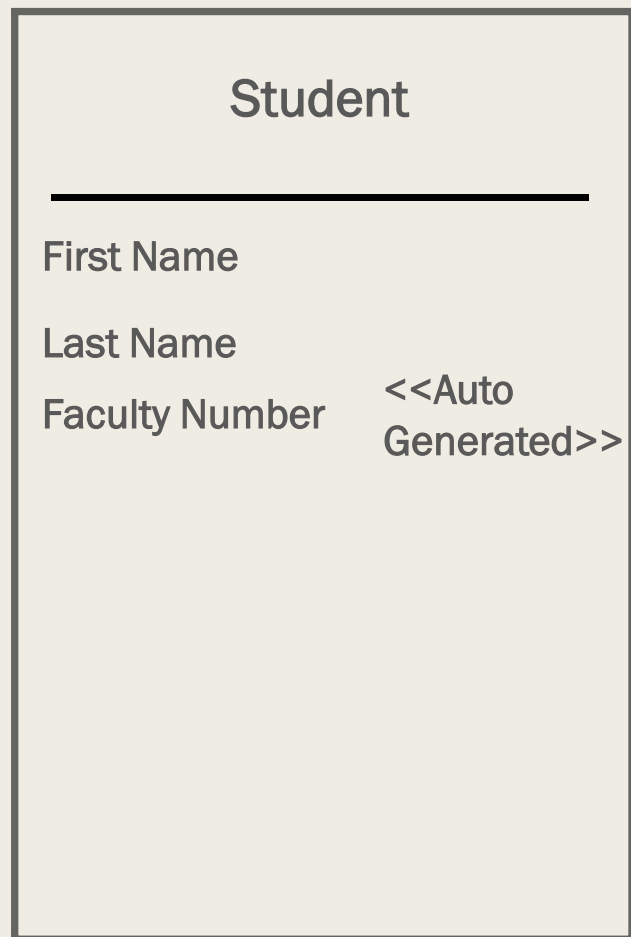 Student
First Name
Last Name
Faculty Number
<<Auto
Generated>>